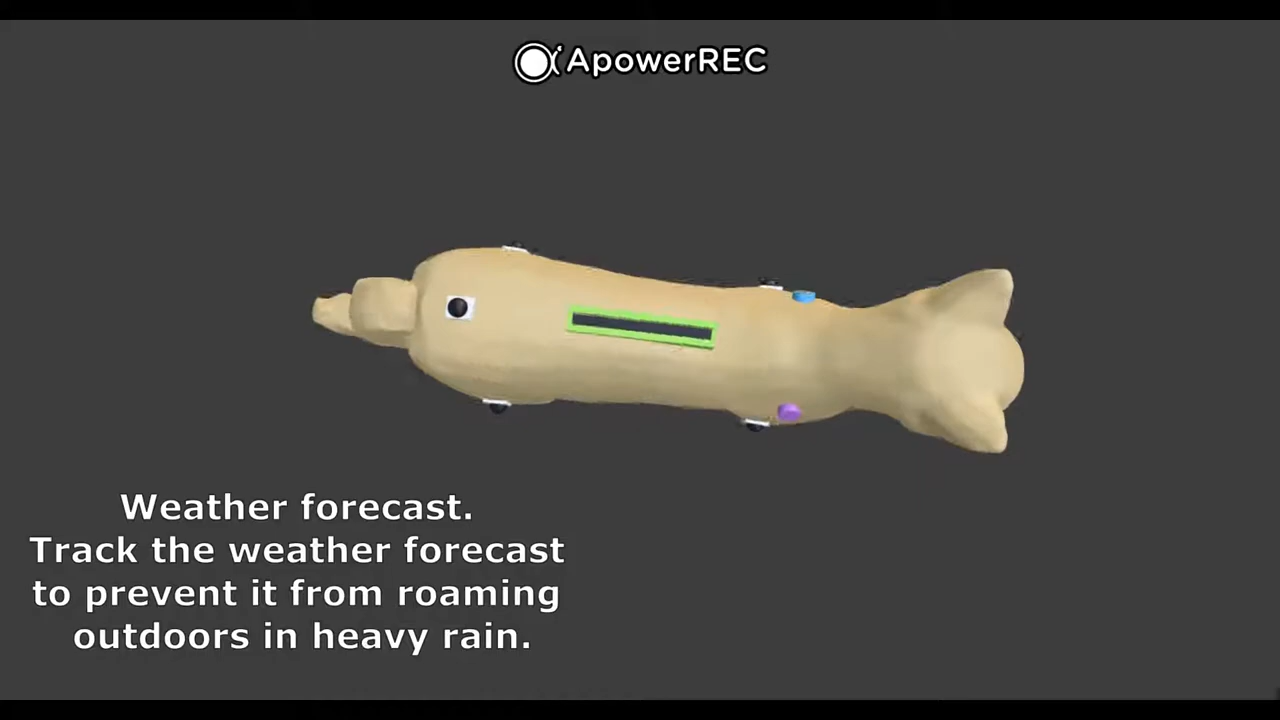 ApowerREC
Weather forecast.
Track the weather forecast
to prevent it from roaming
outdoors in heavy rain.